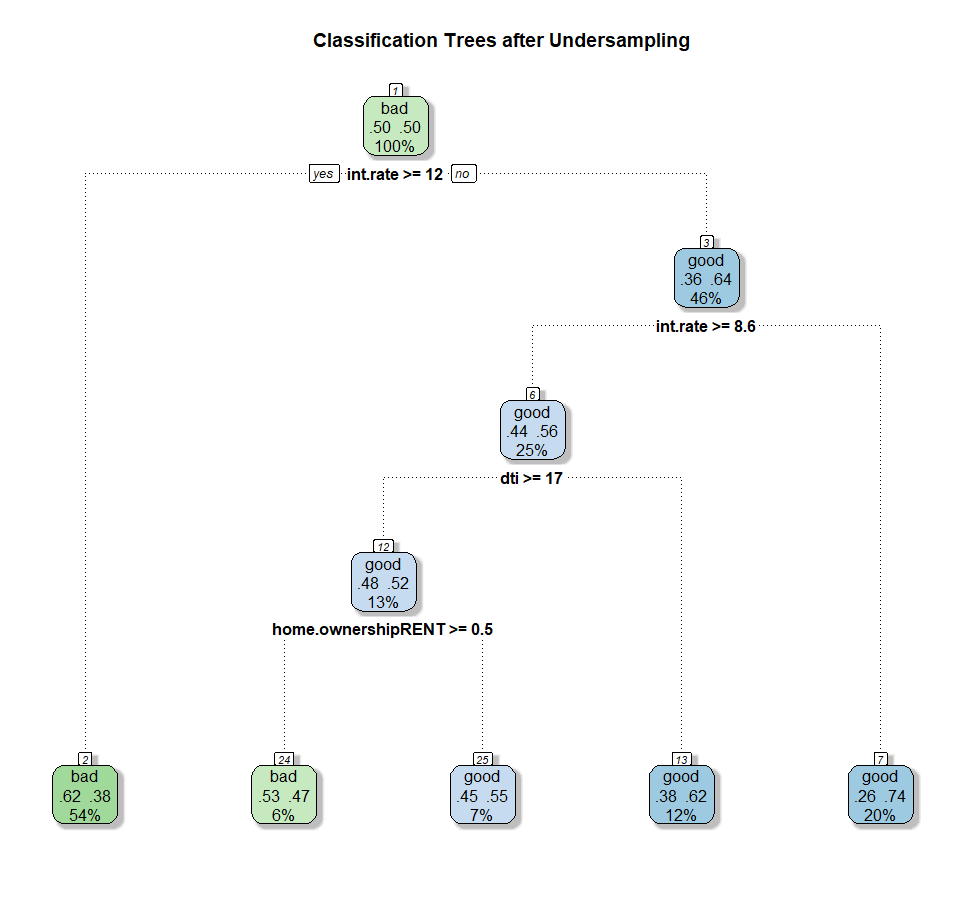 Classification Trees after Undersampling
1
bad
.50 .50
100%
yes int.rate >= 12 no
3
good
.36 .64
46%
int.rate >= 8.6
6
good
.44 .56
25%
dti >= 17
12
good
.48 .52
13%
home.ownershipRENT >= 0.5
2
bad
.62 .38
54%
24
bad
.53 .47
6%
25
good
.45 .55
7%
13
good
.38 .62
12%
7
good
.26 .74
20%